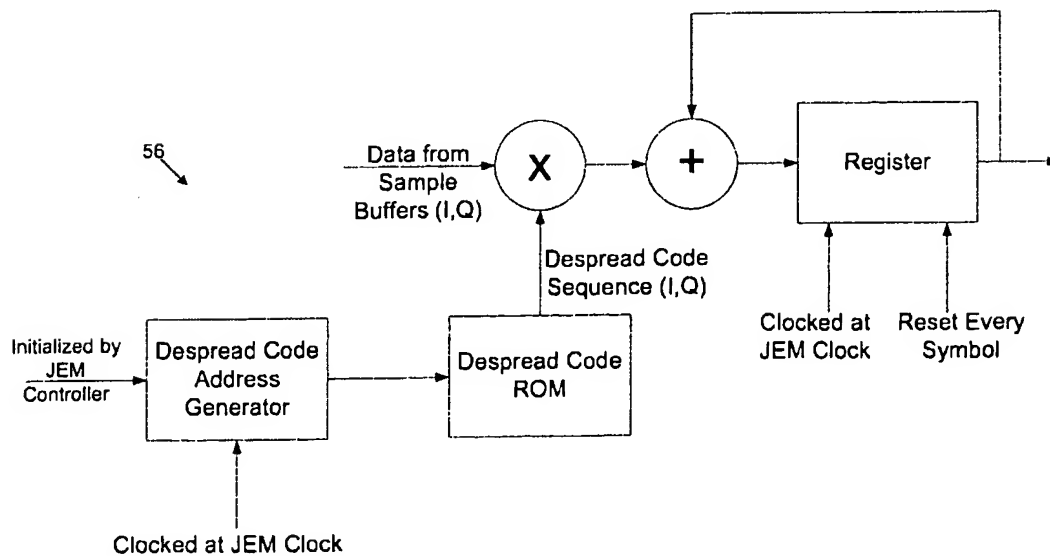 56
Data from
Sample
Buffers (I,Q)
X
+
Register
Despread Code
Sequence (I,Q)
Clocked at
JEM Clock
Reset Every
Symbol
Initialized by
JEM
Controller
Despread Code
Address
Generator
Despread Code
ROM
Clocked at JEM Clock